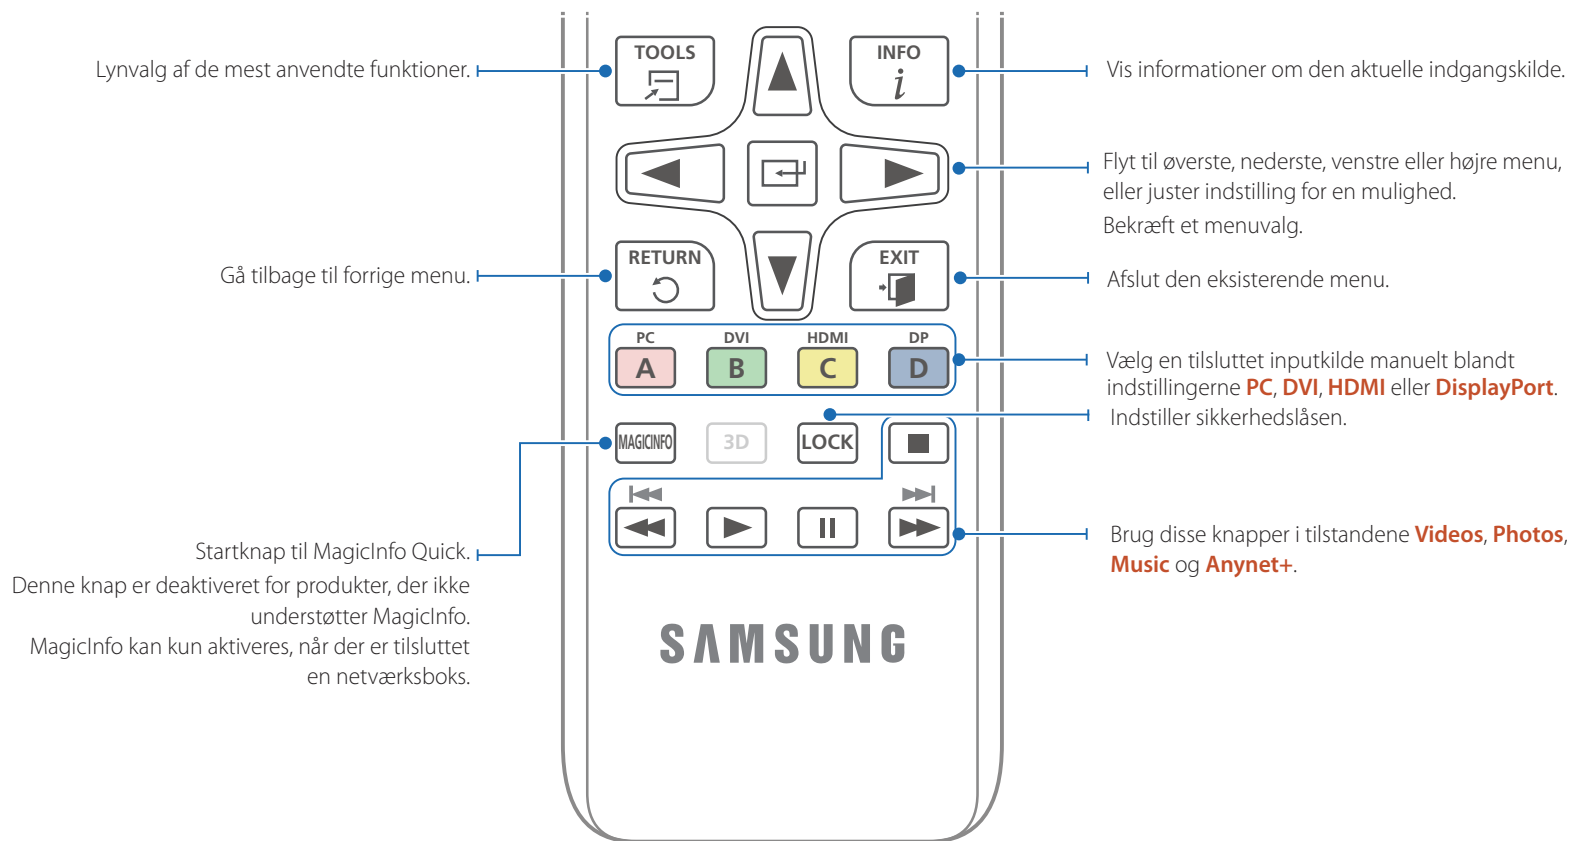 TOOLS
INFO
i
Lynvalg af de mest anvendte funktioner.
Vis informationer om den aktuelle indgangskilde.
Flyt til øverste, nederste, venstre eller højre menu,
eller juster indstilling for en mulighed.
Bekræft et menuvalg.
RETURN
EXIT
Gå tilbage til forrige menu.
Afslut den eksisterende menu.
PC
DVI
HDMI
DP
A
B
C
D
Vælg en tilsluttet inputkilde manuelt blandt
indstillingerne PC, DVI, HDMI eller DisplayPort.
Indstiller sikkerhedslåsen.
MAGICINFO
3D
LOCK
Brug disse knapper i tilstandene Videos, Photos,
Music og Anynet+.
Startknap til MagicInfo Quick.
Denne knap er deaktiveret for produkter, der ikke
understøtter MagicInfo.
MagicInfo kan kun aktiveres, når der er tilsluttet
en netværksboks.
SAMSUNG